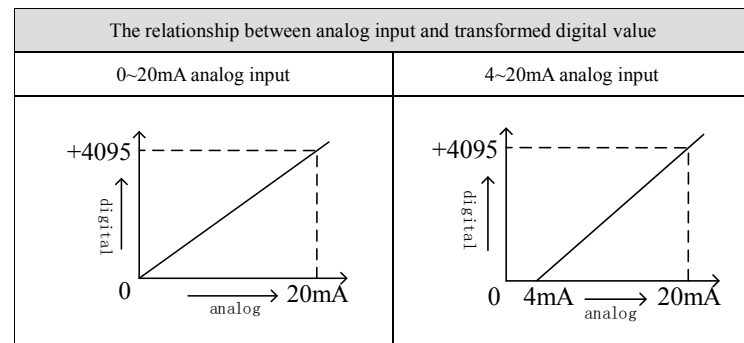 The relationship between analog input and transformed digital value
0~20mA analog input
4~20mA analog input
+4095
digital
0
20mA
analog
+4095
digital
0
4mA
20mA
analog